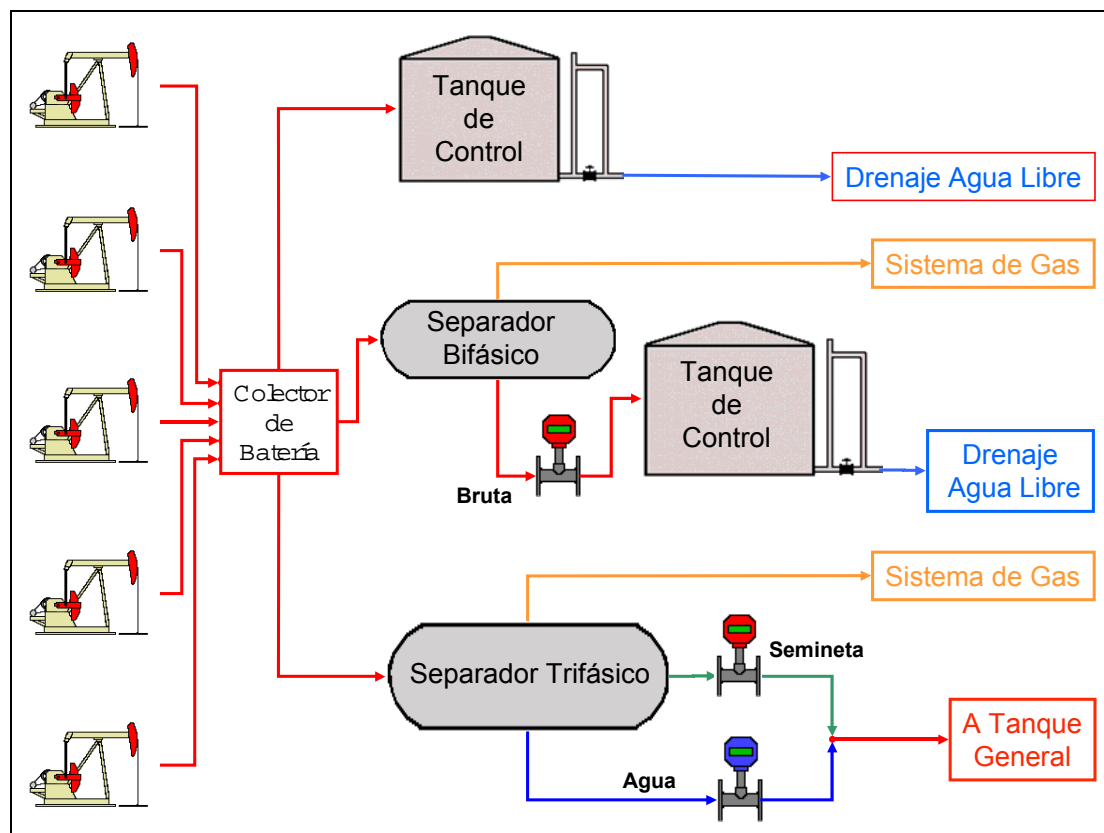 Tanque
de
Control
Drenaje Agua Libre
Sistema de Gas
Separador
Bifásico
Tanque
de
Control
Colector
de
Batería
Bruta
Drenaje
Agua Libre
Sistema de Gas
Separador Trifásico
Semineta
A Tanque
General
Agua